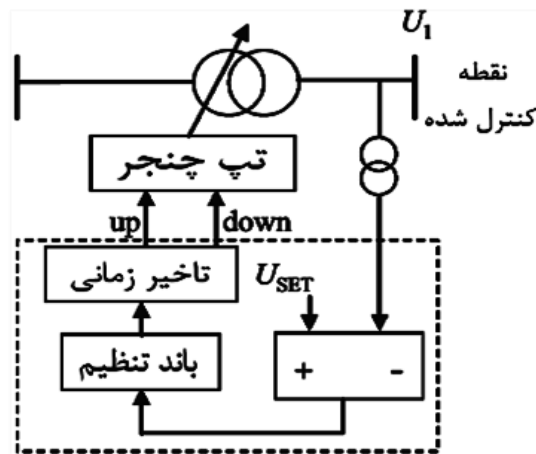 U1
نقطه
کنترل شده
تپ چنجر
up
down
تاخیر زمانی
USET
باند تنظیم
+
-